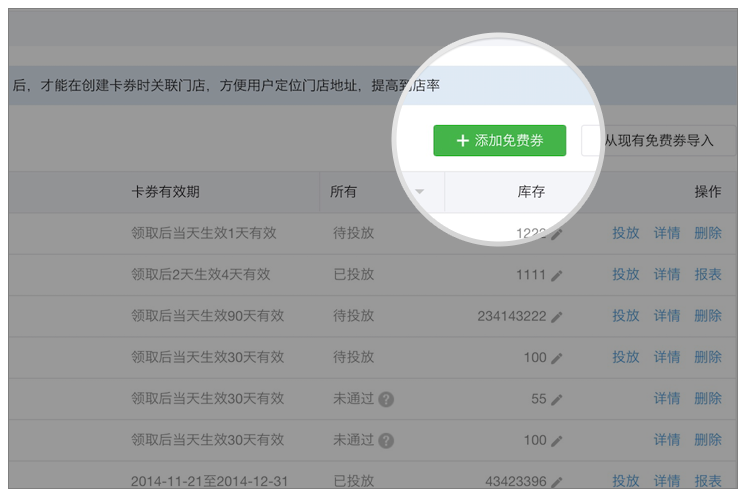 后，才能在创建卡券时关联门店，方便用户定位门店地址，提高到店率
添加免费券 从现有免费券导入
卡券有效期 所有 库存 操作
领取后当天生效1天有效 待投放 1222 投放 详情 删除
领取后2天生效4天有效 已投放 1111 投放 详情 报表
领取后当天生效90天有效 待投放 234143222 投放 详情 删除
领取后当天生效30天有效 待投放 100 投放 详情 删除
领取后当天生效30天有效 未通过 ? 55 详情 删除
领取后当天生效30天有效 未通过 ? 100 详情 删除
2014-11-21至2014-12-31 已投放 43423396 投放 详情 报表